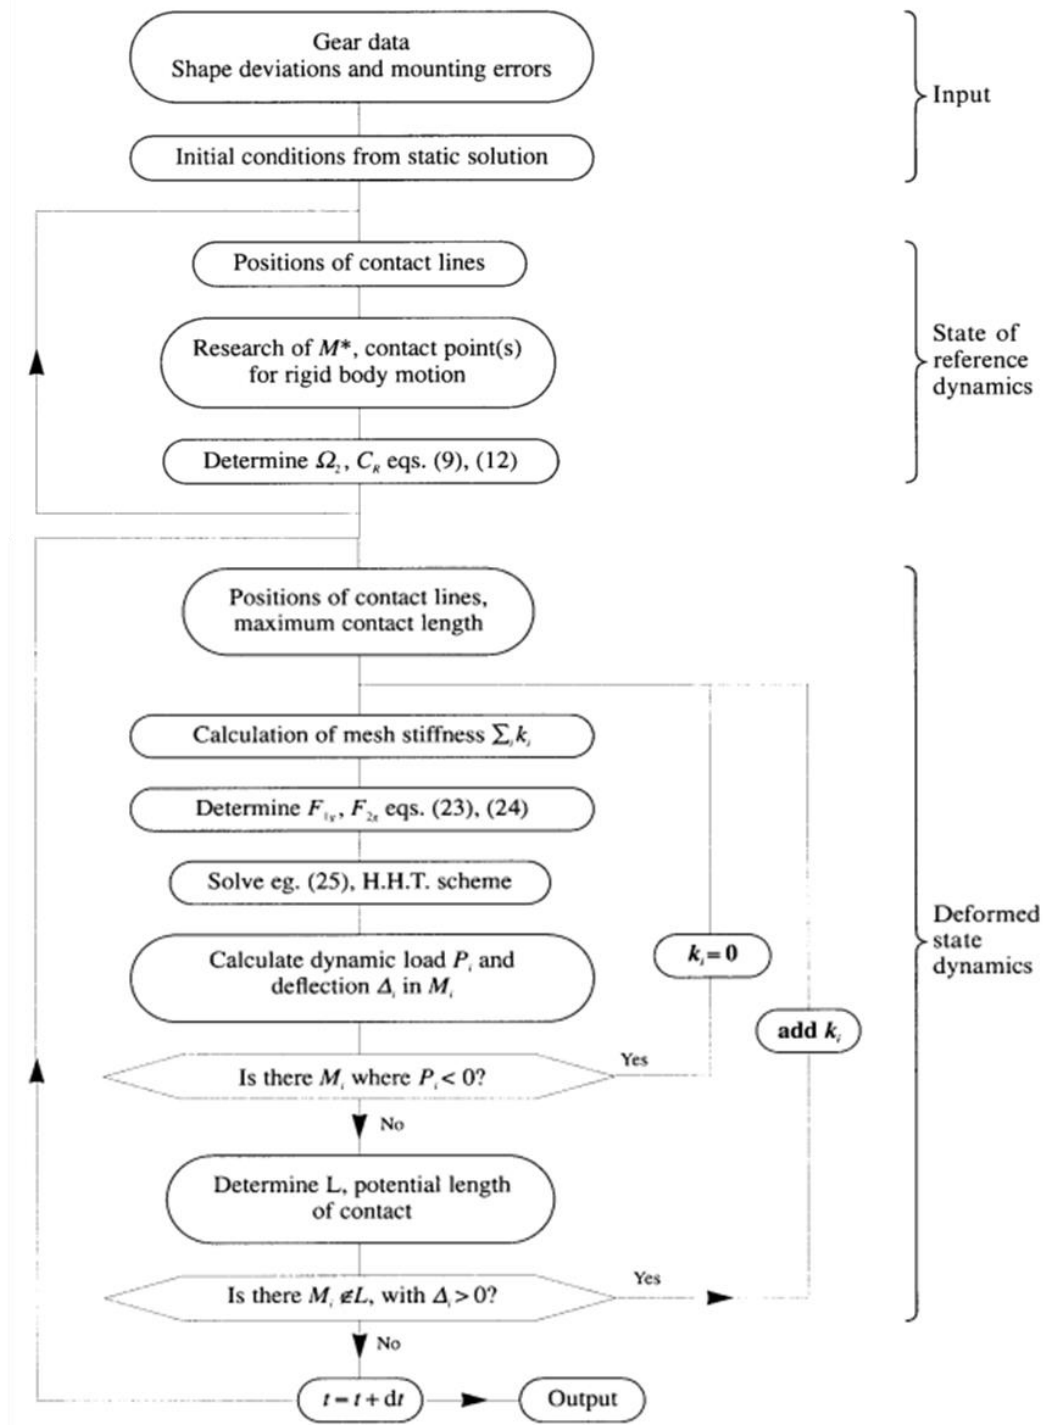 Gear data
Shape deviations and mounting errors
Input
Initial conditions from static solution
Positions of contact lines
Research of M*, contact point(s)
for rigid body motion
State of
reference
dynamics
Determine Ω₂, C_R eqs. (9), (12)
Positions of contact lines,
maximum contact length
Calculation of mesh stiffness Σᵢkᵢ
Determine F₁ᵥ, F₂ₑ eqs. (23), (24)
Solve eg. (25), H.H.T. scheme
Calculate dynamic load Pᵢ and
deflection Δᵢ in Mᵢ
kᵢ = 0
Deformed
state
dynamics
add kᵢ
Is there Mᵢ where Pᵢ < 0?
Yes
No
Determine L, potential length
of contact
Is there Mᵢ ∉L, with Δᵢ > 0?
Yes
No
t = t + dt
Output